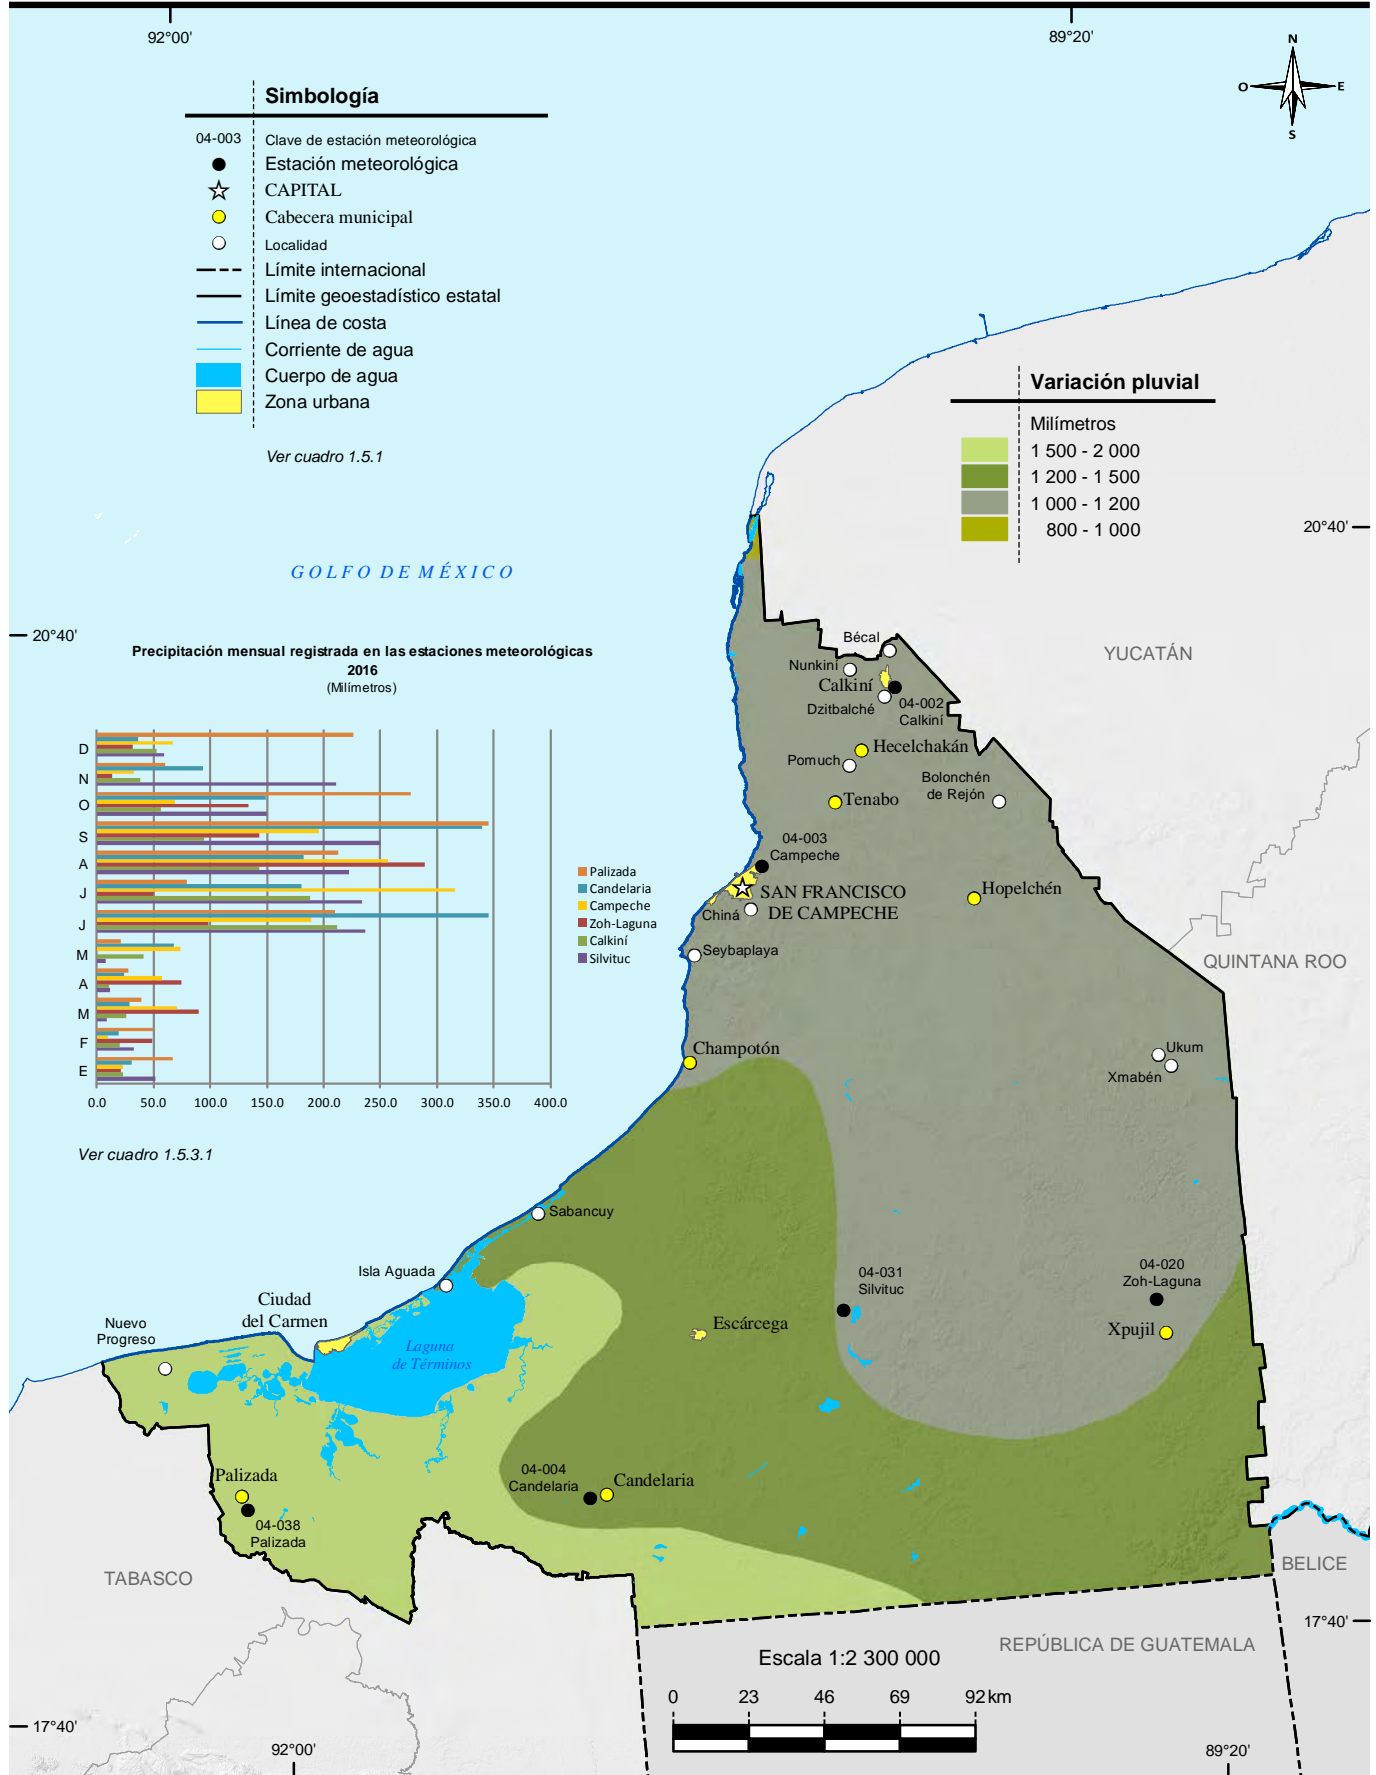 92°00'
89°20'
N
O
E
S
Simbología
04-003 Clave de estación meteorológica
Estación meteorológica
CAPITAL
Cabecera municipal
Localidad
Límite internacional
Límite geoestadístico estatal
Línea de costa
Corriente de agua
Cuerpo de agua
Zona urbana
Ver cuadro 1.5.1
Variación pluvial
Milímetros
1 500 - 2 000
1 200 - 1 500
1 000 - 1 200
800 - 1 000
20°40'
GOLFO DE MÉXICO
20°40'
Precipitación mensual registrada en las estaciones meteorológicas
2016
(Milímetros)
D
N
O
S
A
J
J
M
A
M
F
E
0.0 50.0 100.0 150.0 200.0 250.0 300.0 350.0 400.0
Palizada
Candelaria
Campeche
Zoh-Laguna
Calkiní
Silvituc
Ver cuadro 1.5.3.1
YUCATÁN
Bécal
Nunkiní
Calkiní
Dzitbalché
04-002
Calkiní
Hecelchakán
Pomuch
Bolonchén
de Rejón
Tenabo
04-003
Campeche
SAN FRANCISCO
DE CAMPECHE
Hopelchén
Chiná
Seybaplaya
QUINTANA ROO
Champotón
Ukum
Xmabén
Sabancuy
Isla Aguada
04-031
Silvituc
04-020
Zoh-Laguna
Ciudad
del Carmen
Nuevo
Progreso
Escárcega
Xpujil
Laguna
de Términos
Palizada
04-004
Candelaria
Candelaria
04-038
Palizada
TABASCO
BELICE
17°40'
REPÚBLICA DE GUATEMALA
Escala 1:2 300 000
0 23 46 69 92 km
17°40'
92°00'
89°20'